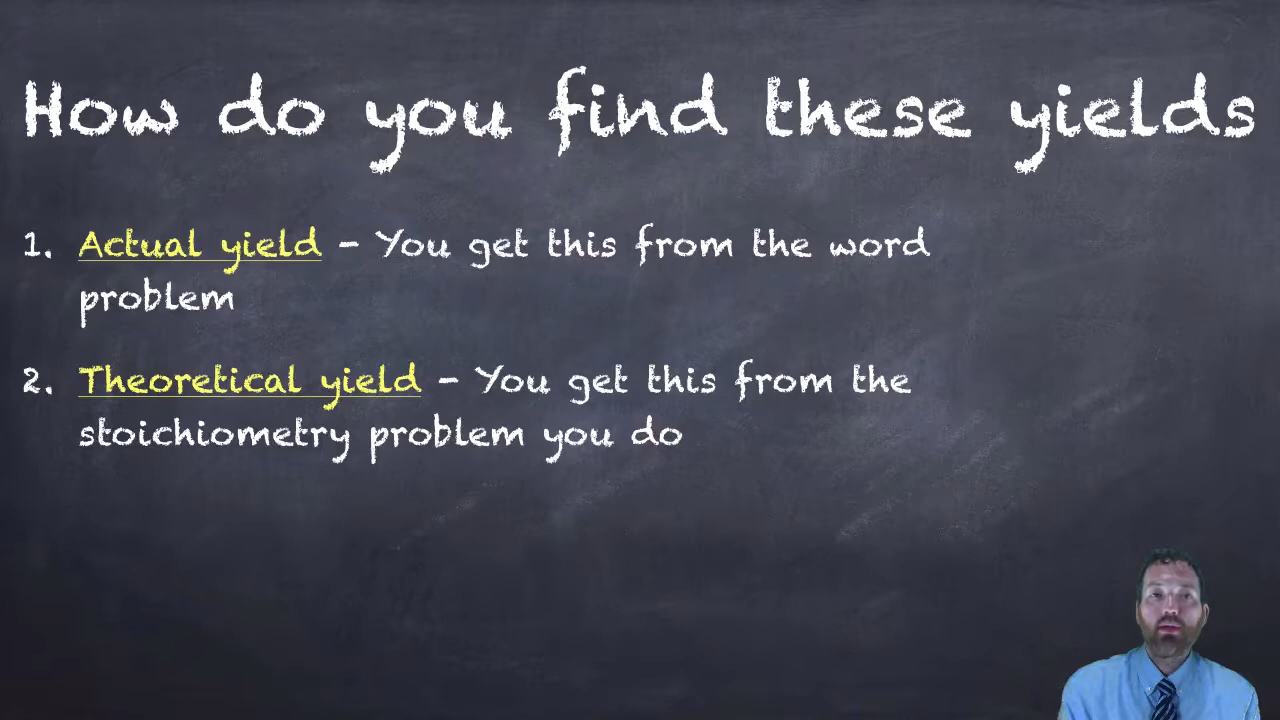 How do you find these yields
1. Actual yield - You get this from the word
problem
2. Theoretical yield - You get this from the
stoichiometry problem you do